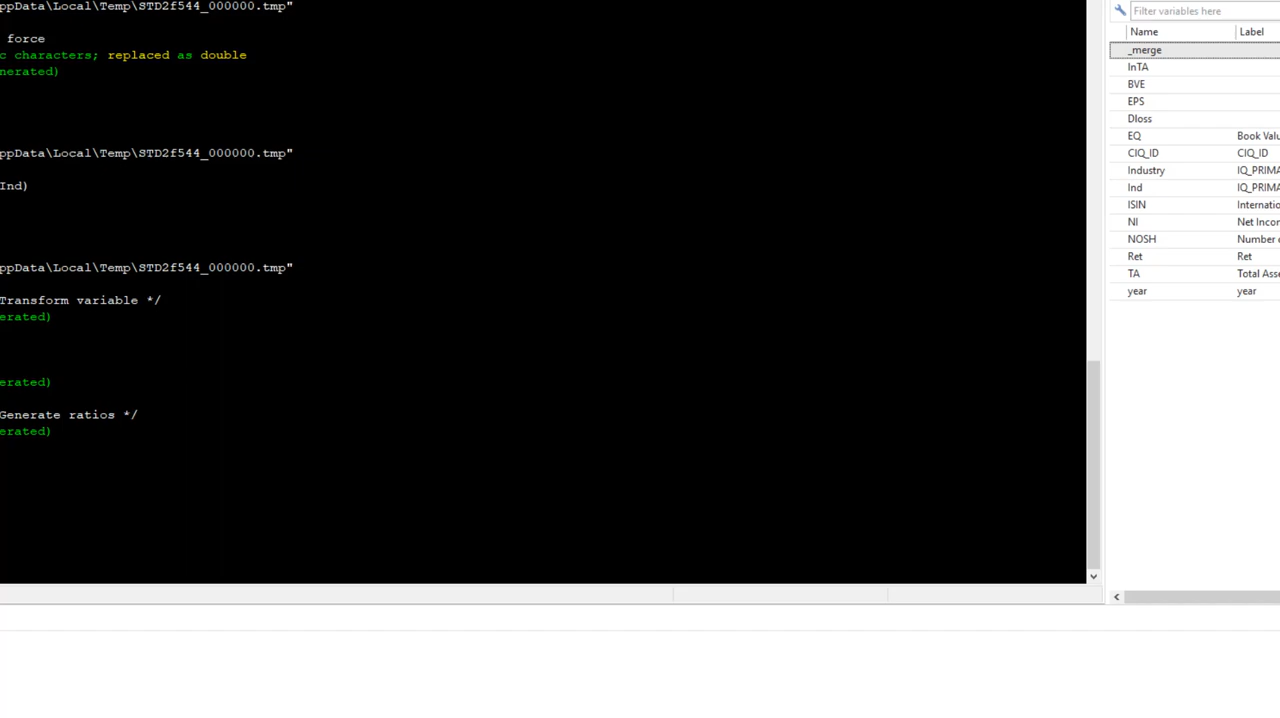 ppData\Local\Temp\STD2f544_000000.tmp"
force
c characters; replaced as double
nerated)
ppData\Local\Temp\STD2f544_000000.tmp"
Ind)
ppData\Local\Temp\STD2f544_000000.tmp"
Transform variable */
erated)
erated)
Generate ratios */
erated)
Filter variables here
Name Label
_merge
lnTA
BVE
EPS
Dloss
EQ Book Valu
CIQ_ID CIQ_ID
Industry IQ_PRIMA
Ind IQ_PRIMA
ISIN Internatio
NI Net Incor
NOSH Number o
Ret Ret
TA Total Asse
year year